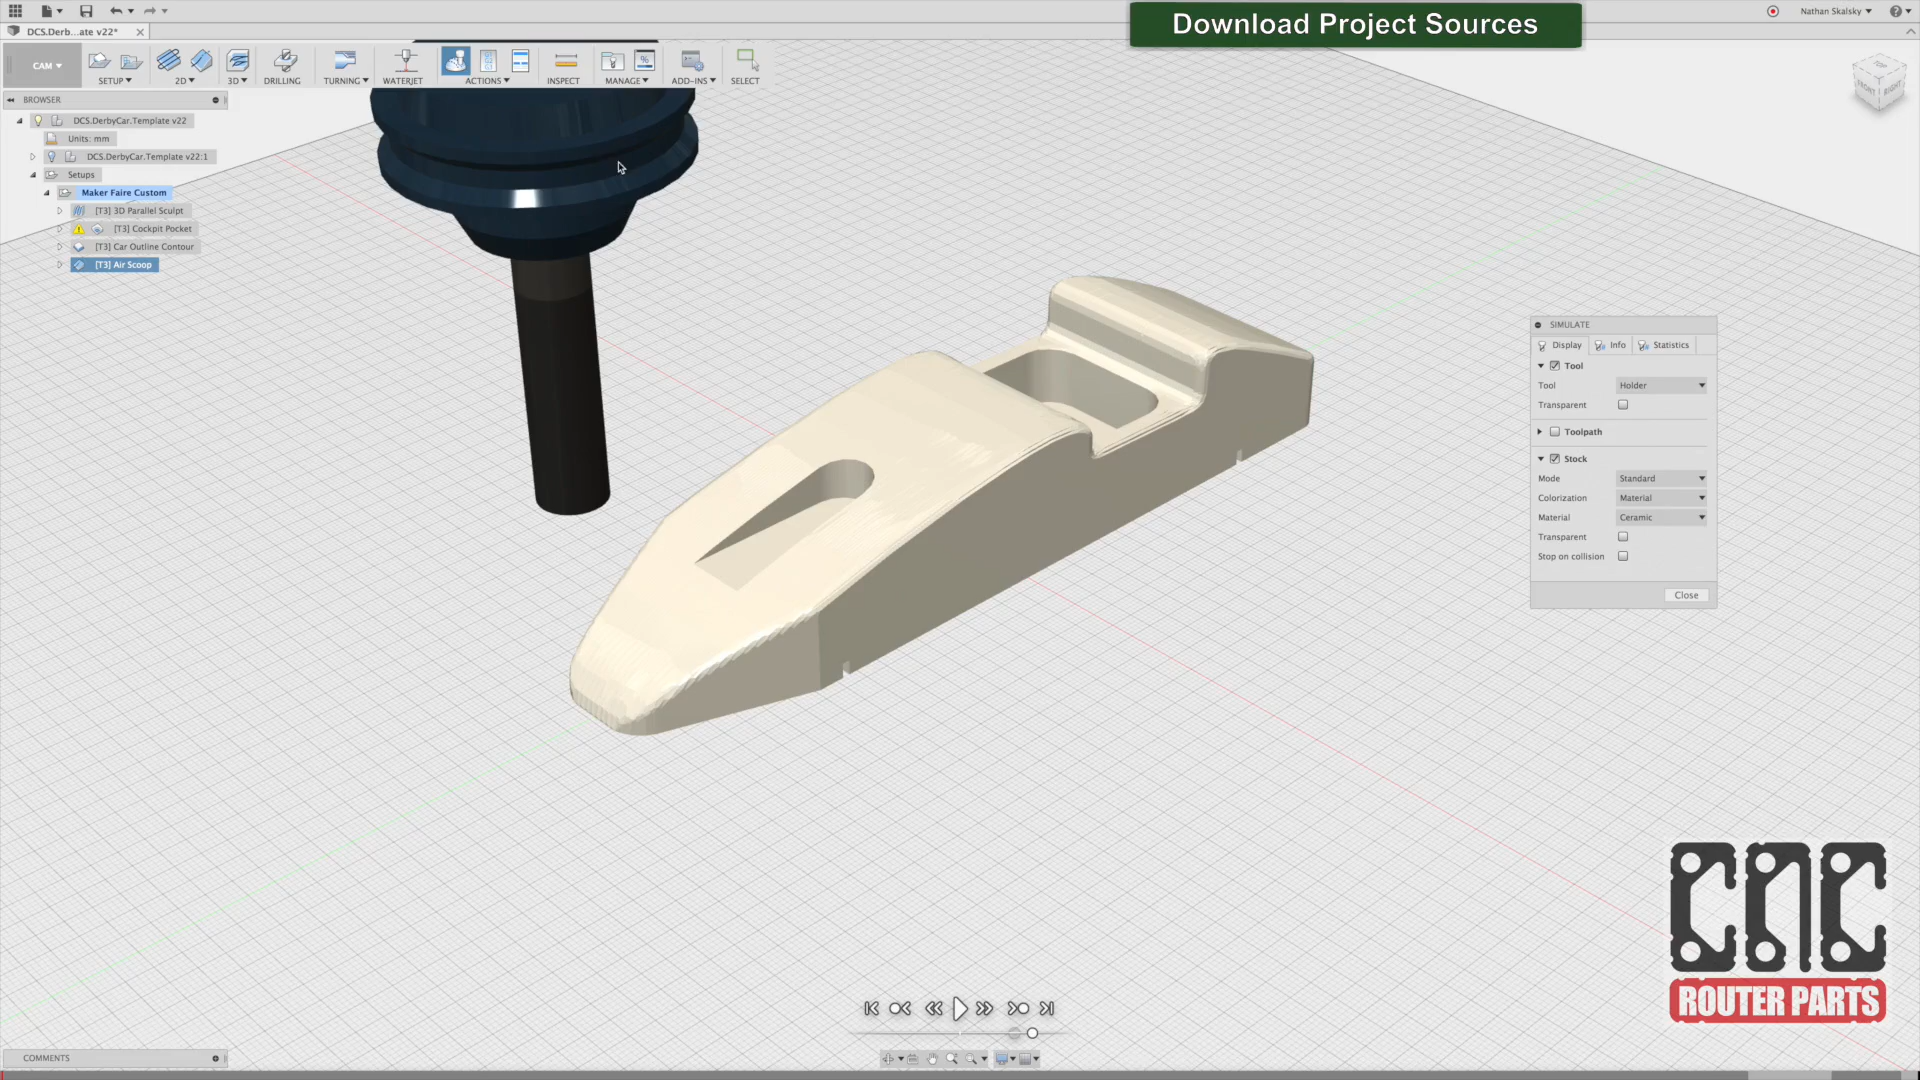 Download Project Sources
Nathan Skalsky
DCS.Derb...ate v22*
CAM
SETUP
2D
3D
DRILLING
TURNING
WATERJET
ACTIONS
INSPECT
MANAGE
ADD-INS
SELECT
TOP
FRONT
RIGHT
BROWSER
DCS.DerbyCar.Template v22
Units: mm
DCS.DerbyCar.Template v22:1
Setups
Maker Faire Custom
[T3] 3D Parallel Sculpt
[T3] Cockpit Pocket
[T3] Car Outline Contour
[T3] Air Scoop
SIMULATE
Display
Info
Statistics
Tool
Tool
Holder
Transparent
Toolpath
Stock
Mode
Standard
Colorization
Material
Material
Ceramic
Transparent
Stop on collision
Close
CNC
ROUTER PARTS
COMMENTS